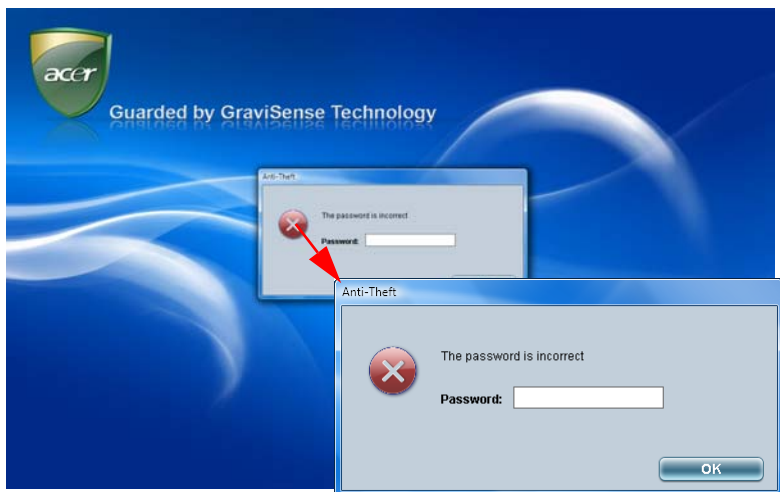 acer
Guarded by GraviSense Technology
Anti-Theft
The password is incorrect
Password:
Anti-Theft
The password is incorrect
Password:
OK